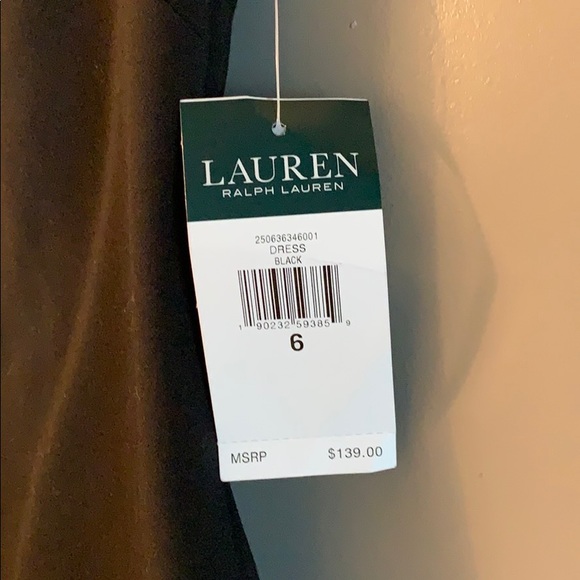 LAUREN
RALPH LAUREN
250636346001
DRESS
BLACK
1 90232 59385 9
6
MSRP $139.00